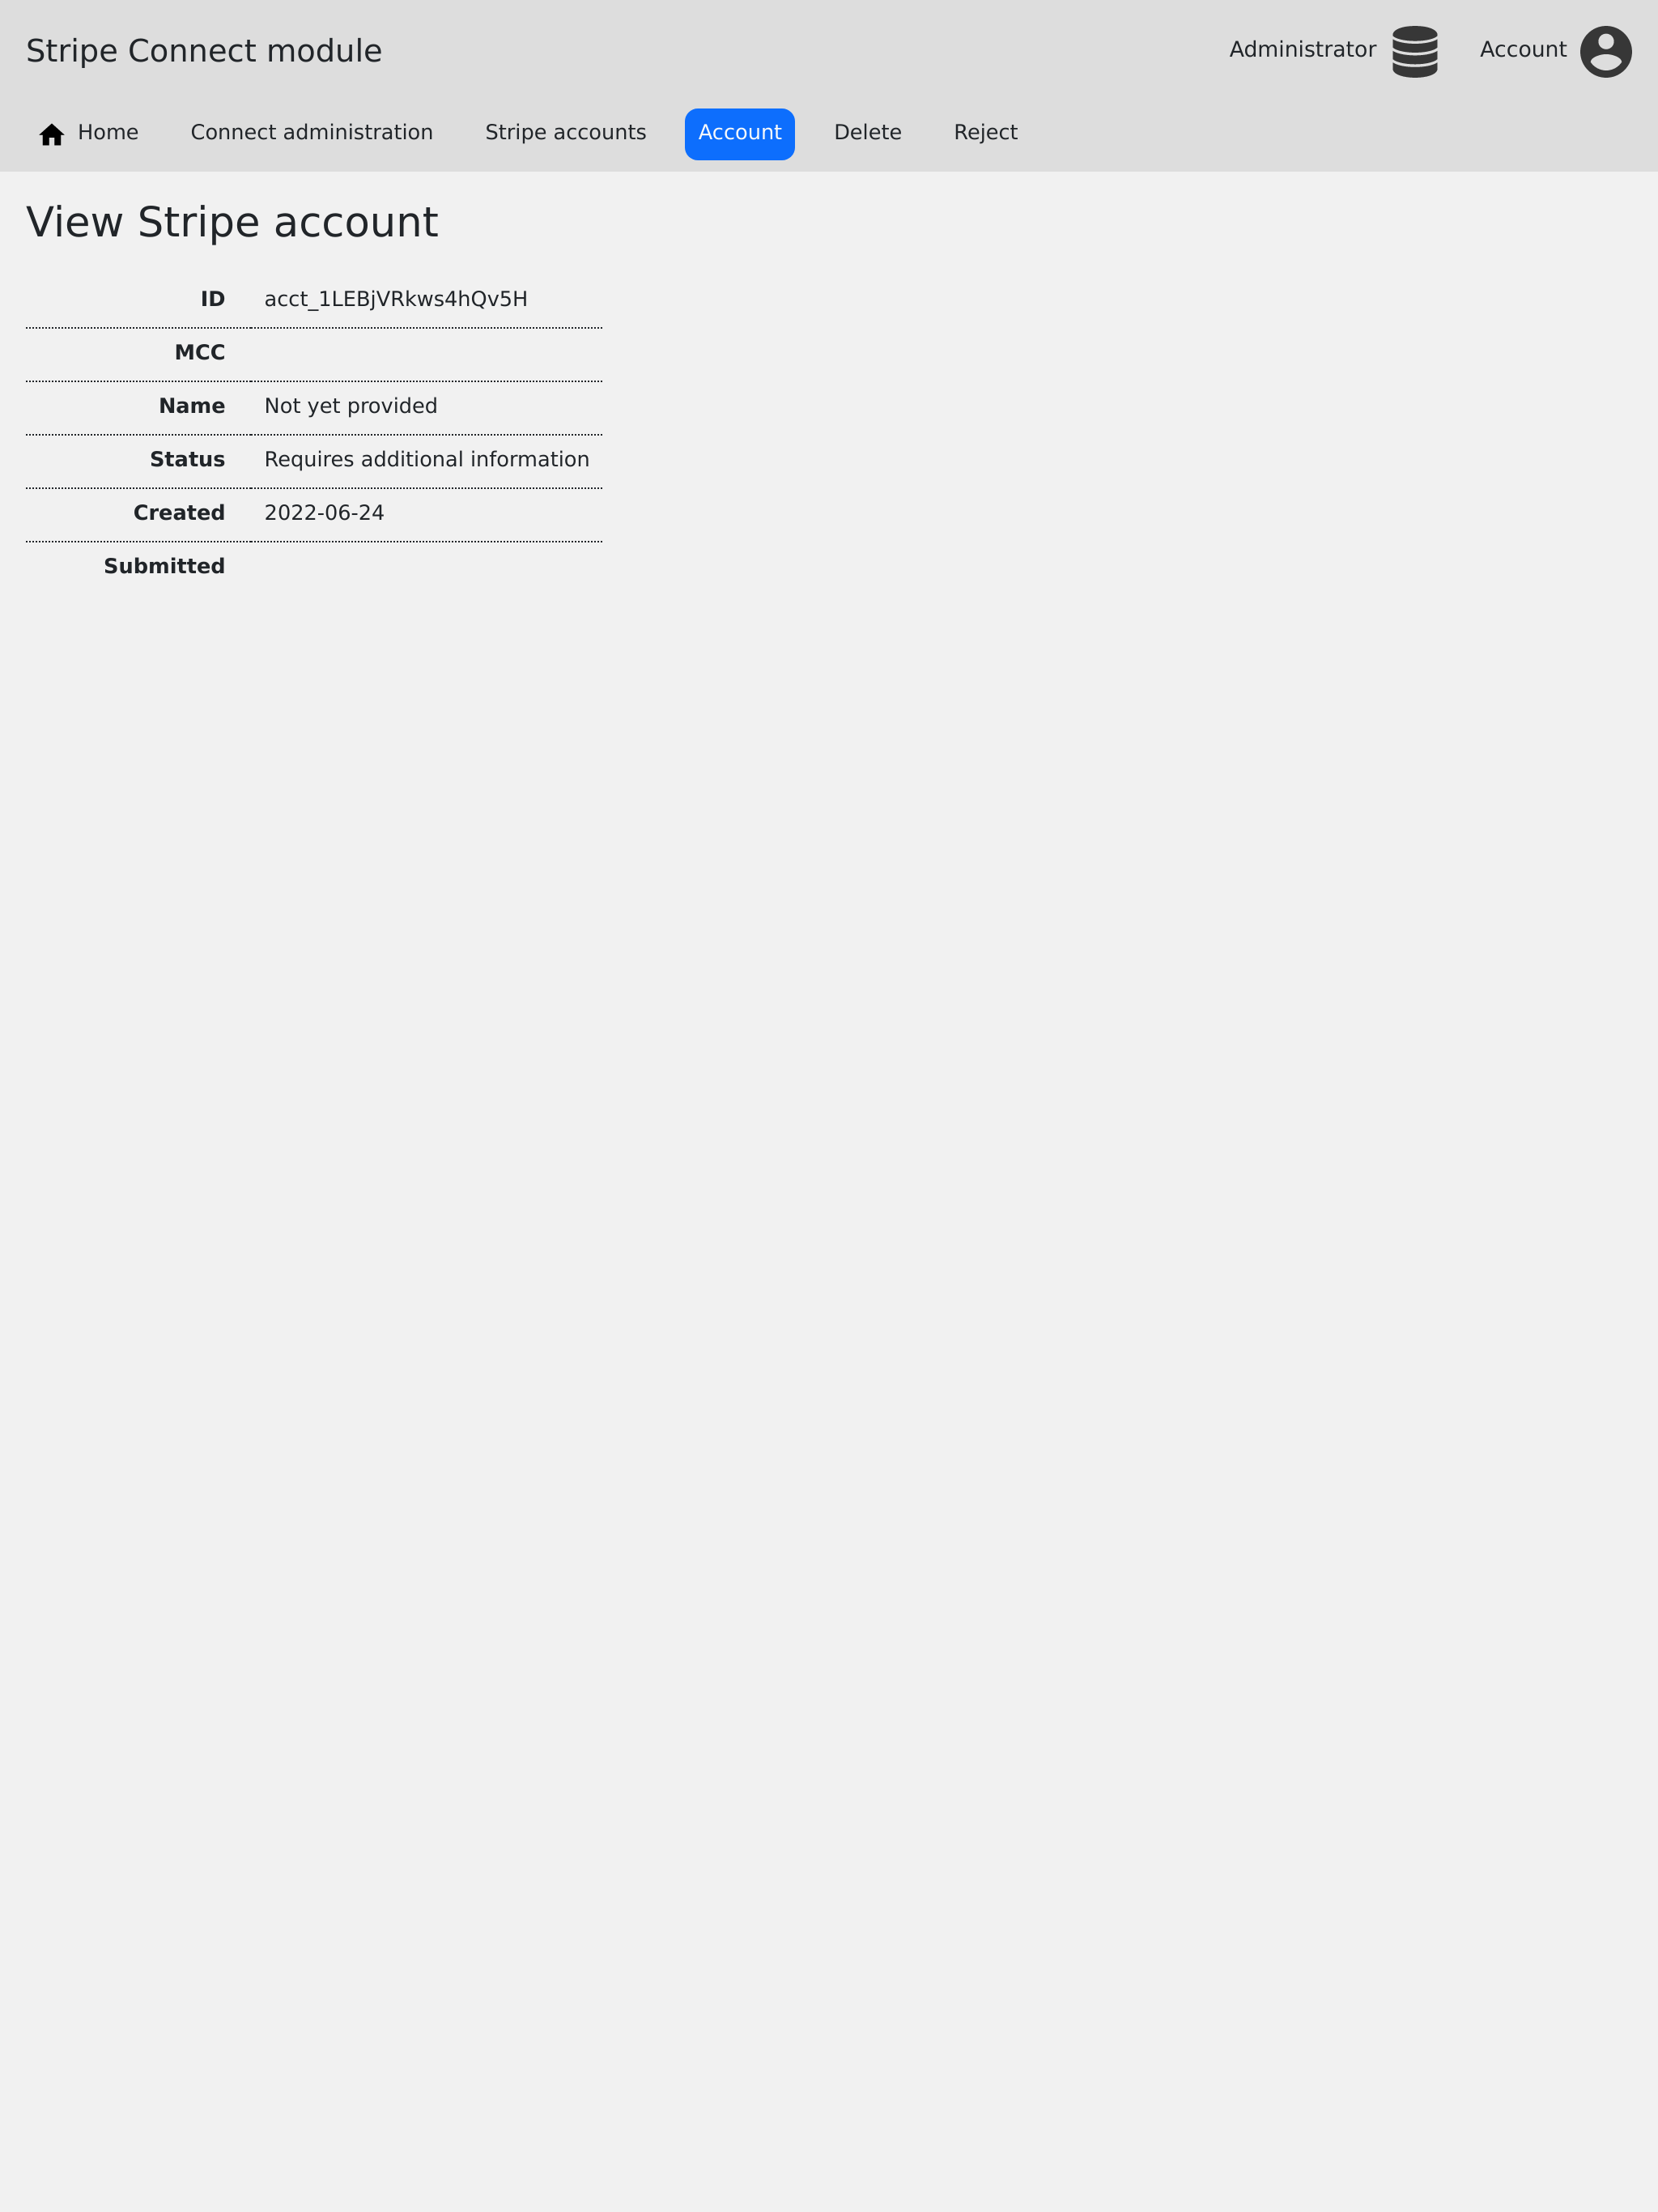 Stripe Connect module
Administrator
Account
Home
Connect administration
Stripe accounts
Account
Delete
Reject
View Stripe account
ID acct_1LEBjVRkws4hQv5H
MCC
Name Not yet provided
Status Requires additional information
Created 2022-06-24
Submitted